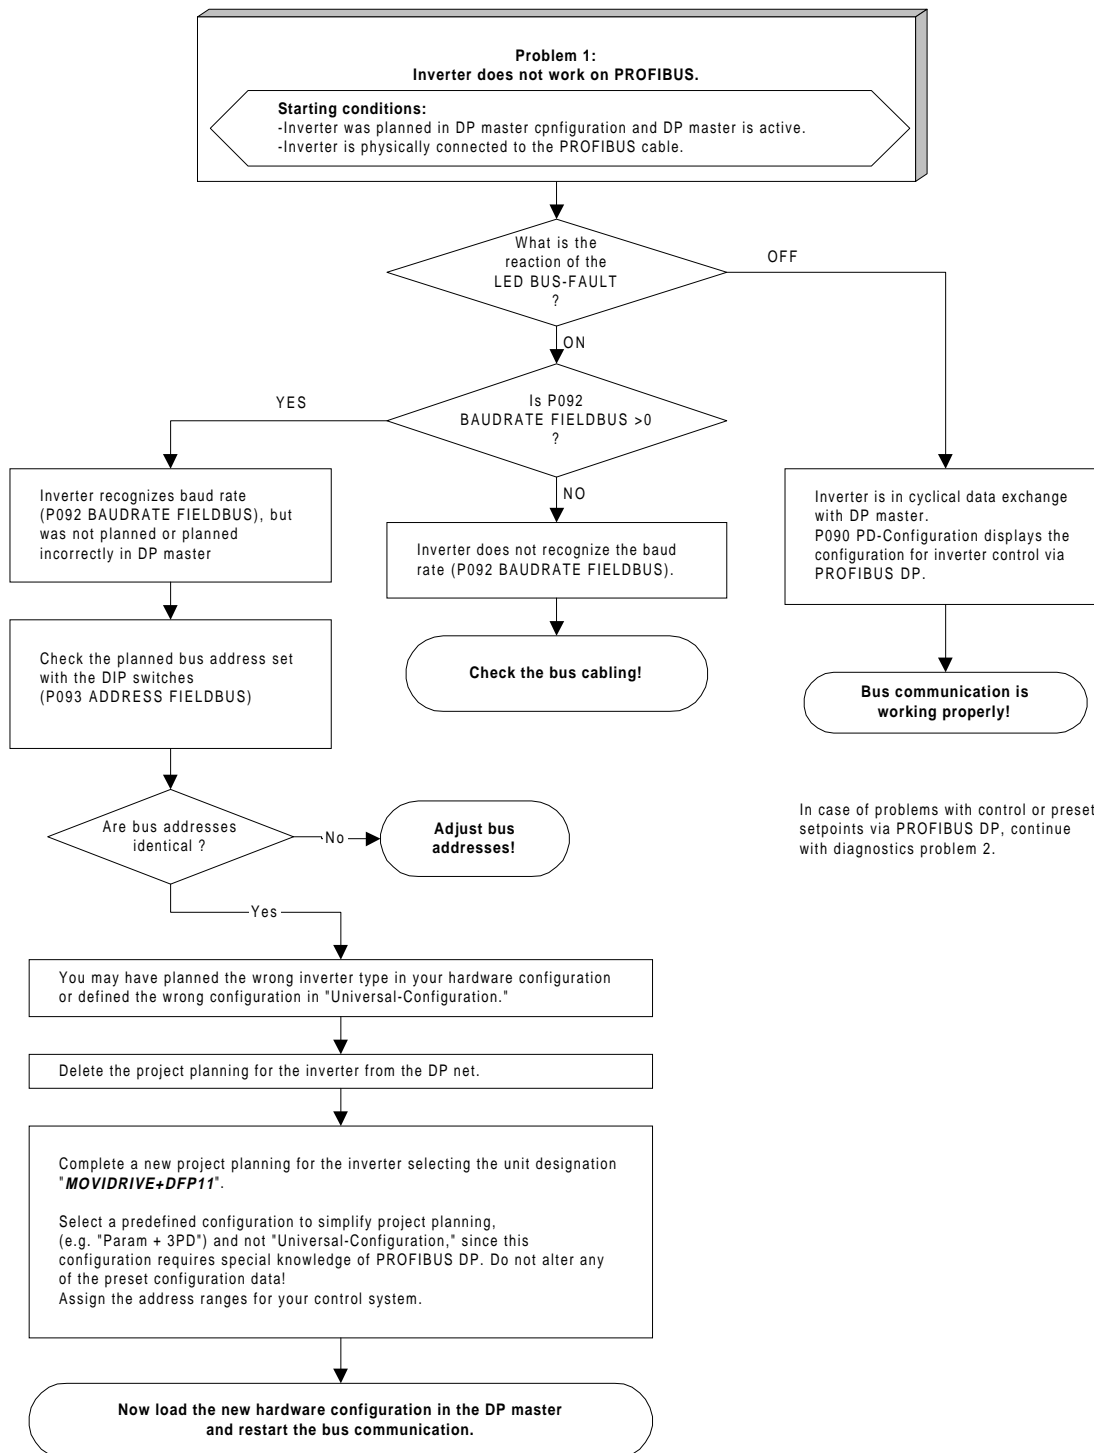 Problem 1:
Inverter does not work on PROFIBUS.
Starting conditions:
-Inverter was planned in DP master cpnfiguration and DP master is active.
-Inverter is physically connected to the PROFIBUS cable.
What is the
reaction of the
LED BUS-FAULT
?
OFF
ON
Is P092
BAUDRATE FIELDBUS >0
?
YES
NO
Inverter recognizes baud rate
(P092 BAUDRATE FIELDBUS), but
was not planned or planned
incorrectly in DP master
Inverter does not recognize the baud
rate (P092 BAUDRATE FIELDBUS).
Inverter is in cyclical data exchange
with DP master.
P090 PD-Configuration displays the
configuration for inverter control via
PROFIBUS DP.
Check the planned bus address set
with the DIP switches
(P093 ADDRESS FIELDBUS)
Check the bus cabling!
Bus communication is
working properly!
Are bus addresses
identical ?
No
Adjust bus
addresses!
In case of problems with control or preset
setpoints via PROFIBUS DP, continue
with diagnostics problem 2.
Yes
You may have planned the wrong inverter type in your hardware configuration
or defined the wrong configuration in "Universal-Configuration."
Delete the project planning for the inverter from the DP net.
Complete a new project planning for the inverter selecting the unit designation
"MOVIDRIVE+DFP11".
Select a predefined configuration to simplify project planning,
(e.g. "Param + 3PD") and not "Universal-Configuration," since this
configuration requires special knowledge of PROFIBUS DP. Do not alter any
of the preset configuration data!
Assign the address ranges for your control system.
Now load the new hardware configuration in the DP master
and restart the bus communication.